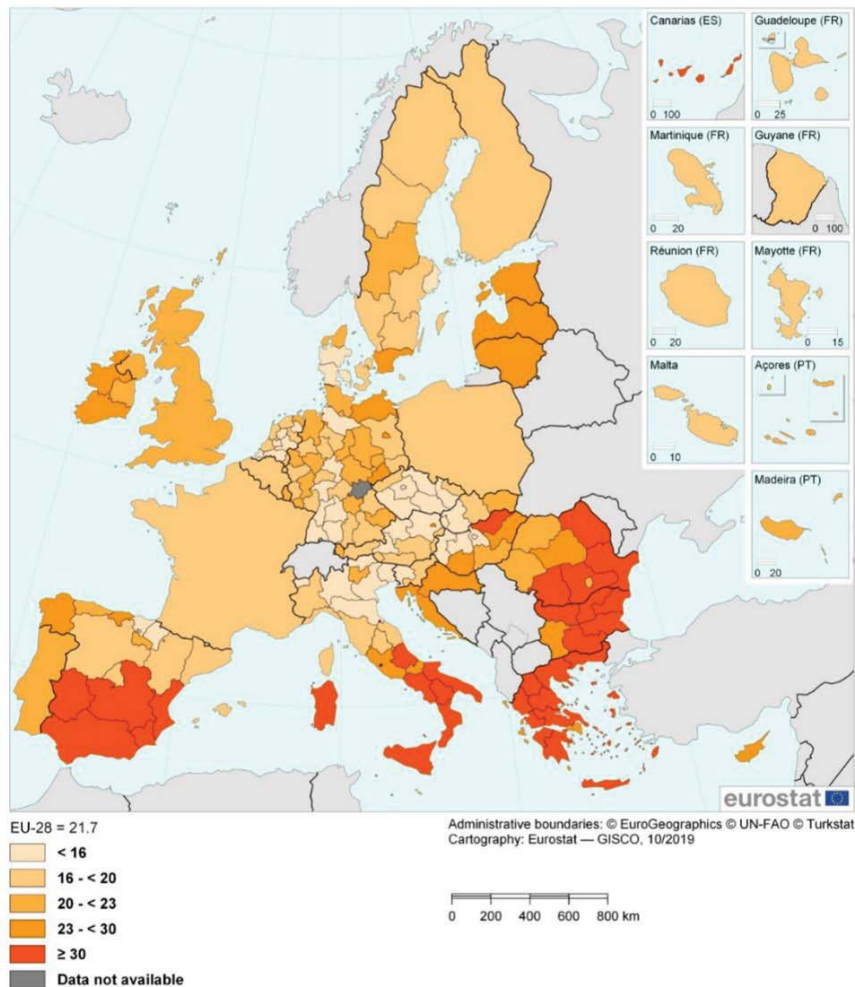 Canarias (ES)
0 100
Guadeloupe (FR)
0 25
Martinique (FR)
0 20
Guyane (FR)
0 100
Réunion (FR)
0 20
Mayotte (FR)
0 15
Malta
0 10
Açores (PT)
Madeira (PT)
0 20
eurostat
EU-28 = 21.7
< 16
16 - < 20
20 - < 23
23 - < 30
≥ 30
Data not available
Administrative boundaries: © EuroGeographics © UN-FAO © Turkstat
Cartography: Eurostat — GISCO, 10/2019
0 200 400 600 800 km